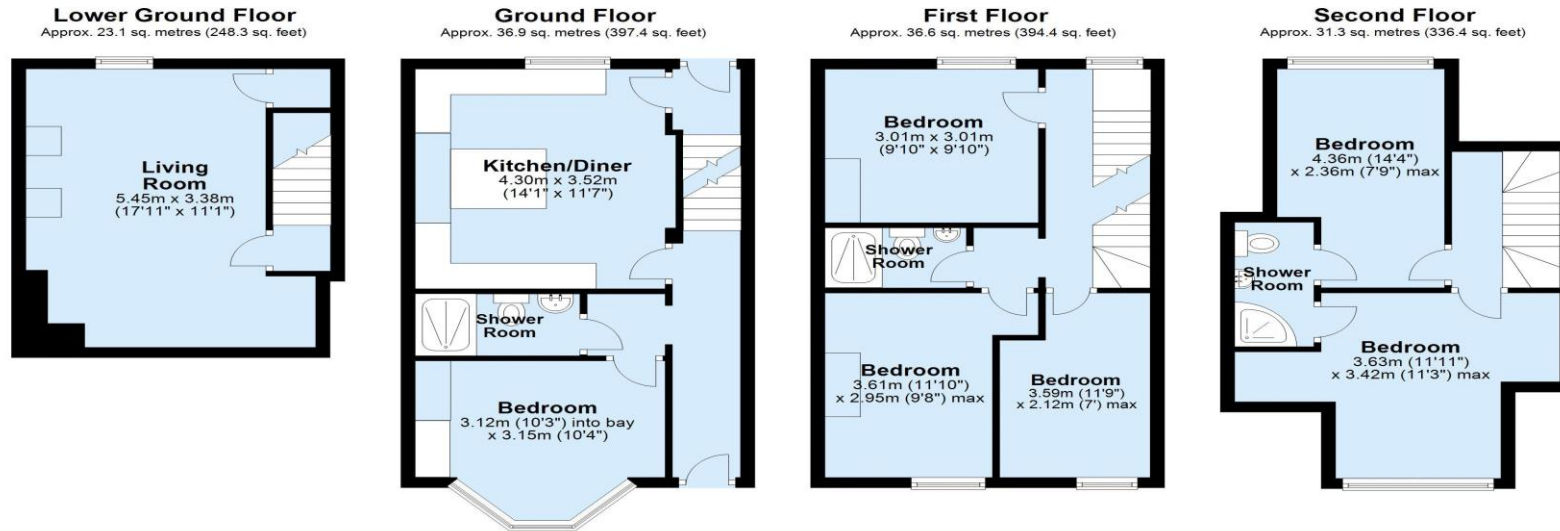 Lower Ground Floor
Approx. 23.1 sq. metres (248.3 sq. feet)
Living
Room
5.45m x 3.38m
(17'11" x 11'1")
Ground Floor
Approx. 36.9 sq. metres (397.4 sq. feet)
Kitchen/Diner
4.30m x 3.52m
(14'1" x 11'7")
Shower
Room
Bedroom
3.12m (10'3") into bay
x 3.15m (10'4")
First Floor
Approx. 36.6 sq. metres (394.4 sq. feet)
Bedroom
3.01m x 3.01m
(9'10" x 9'10")
Shower
Room
Bedroom
3.61m (11'10")
x 2.95m (9'8") max
Bedroom
3.59m (11'9")
x 2.12m (7') max
Second Floor
Approx. 31.3 sq. metres (336.4 sq. feet)
Bedroom
4.36m (14'4")
x 2.36m (7'9") max
Shower
Room
Bedroom
3.63m (11'11")
x 3.42m (11'3") max